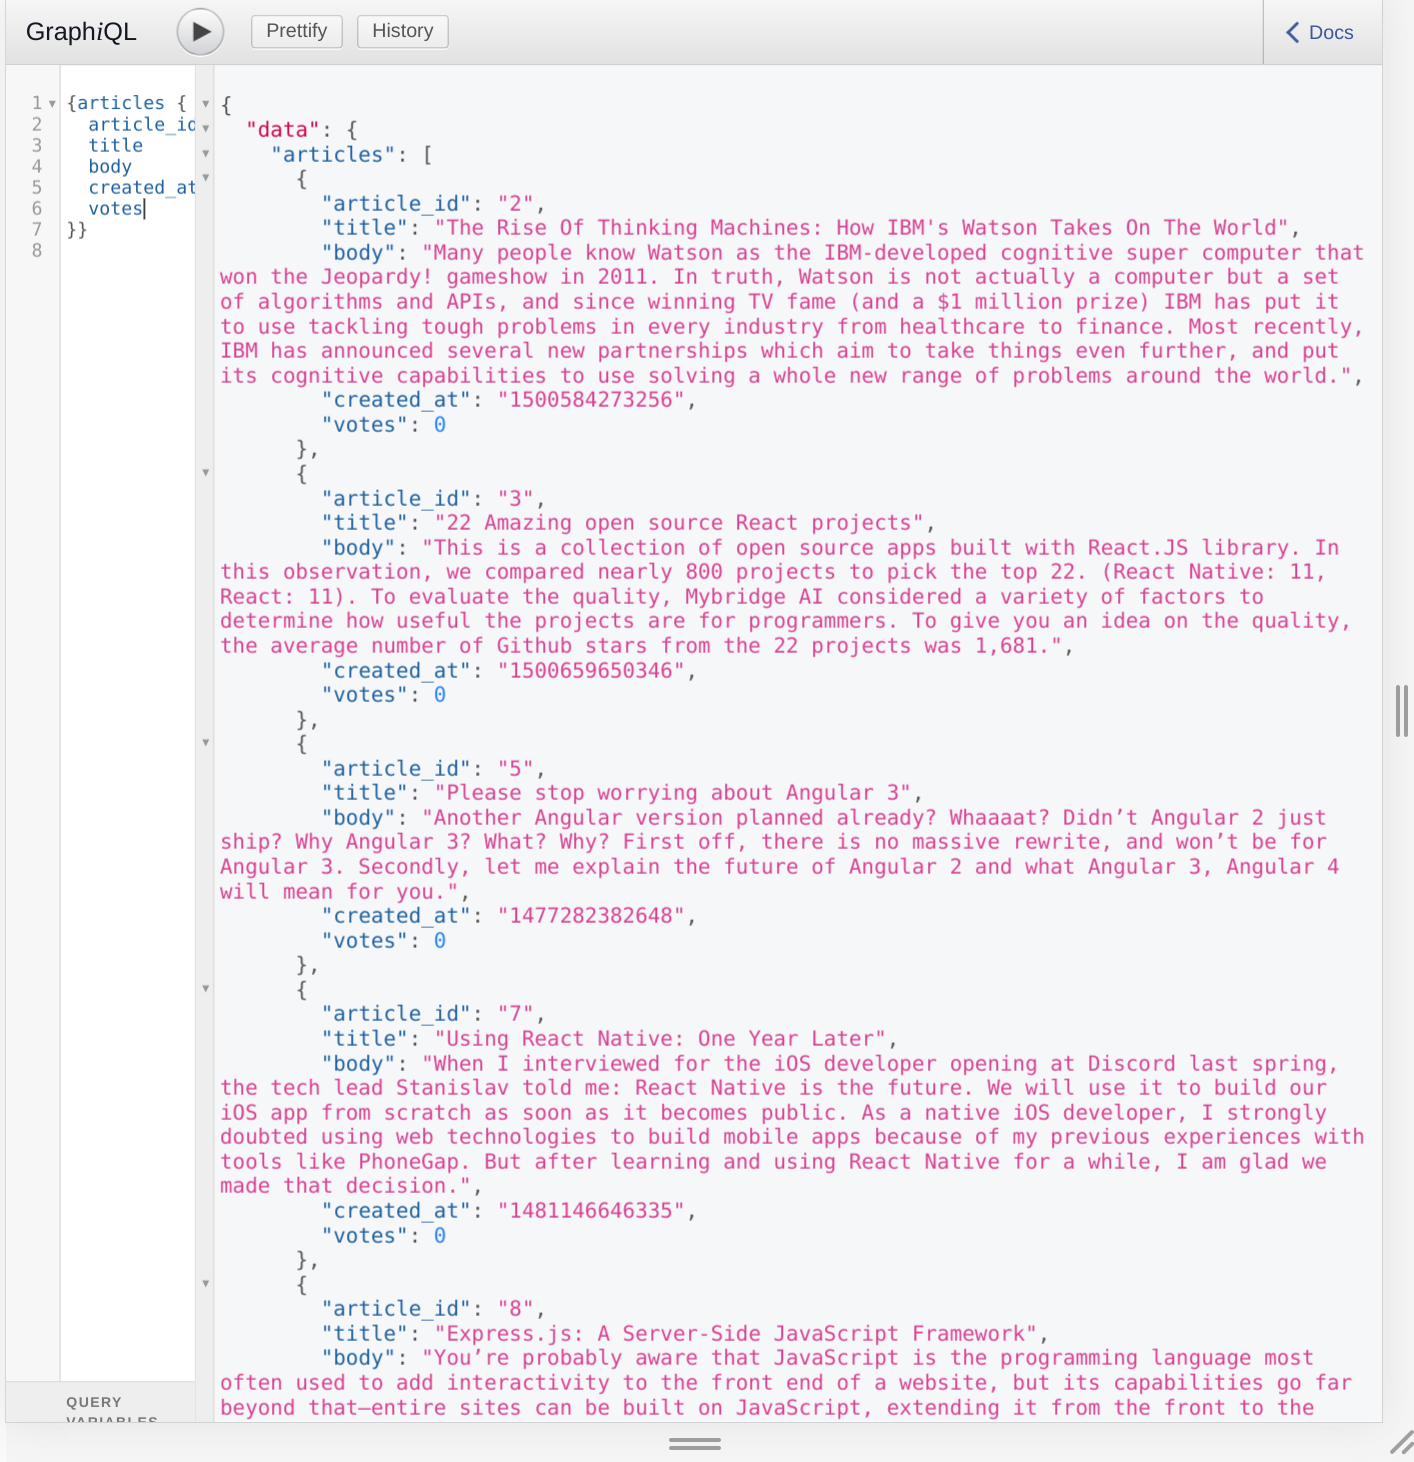 GraphiQL
Prettify
History
Docs
1 {articles {
2 article_id
3 title
4 body
5 created_at
6 votes
7 }}
8
QUERY
VARIABLES
{
"data": {
"articles": [
{
"article_id": "2",
"title": "The Rise Of Thinking Machines: How IBM's Watson Takes On The World",
"body": "Many people know Watson as the IBM-developed cognitive super computer that
won the Jeopardy! gameshow in 2011. In truth, Watson is not actually a computer but a set
of algorithms and APIs, and since winning TV fame (and a $1 million prize) IBM has put it
to use tackling tough problems in every industry from healthcare to finance. Most recently,
IBM has announced several new partnerships which aim to take things even further, and put
its cognitive capabilities to use solving a whole new range of problems around the world.",
"created_at": "1500584273256",
"votes": 0
},
{
"article_id": "3",
"title": "22 Amazing open source React projects",
"body": "This is a collection of open source apps built with React.JS library. In
this observation, we compared nearly 800 projects to pick the top 22. (React Native: 11,
React: 11). To evaluate the quality, Mybridge AI considered a variety of factors to
determine how useful the projects are for programmers. To give you an idea on the quality,
the average number of Github stars from the 22 projects was 1,681.",
"created_at": "1500659650346",
"votes": 0
},
{
"article_id": "5",
"title": "Please stop worrying about Angular 3",
"body": "Another Angular version planned already? Whaaaat? Didn’t Angular 2 just
ship? Why Angular 3? What? Why? First off, there is no massive rewrite, and won’t be for
Angular 3. Secondly, let me explain the future of Angular 2 and what Angular 3, Angular 4
will mean for you.",
"created_at": "1477282382648",
"votes": 0
},
{
"article_id": "7",
"title": "Using React Native: One Year Later",
"body": "When I interviewed for the iOS developer opening at Discord last spring,
the tech lead Stanislav told me: React Native is the future. We will use it to build our
iOS app from scratch as soon as it becomes public. As a native iOS developer, I strongly
doubted using web technologies to build mobile apps because of my previous experiences with
tools like PhoneGap. But after learning and using React Native for a while, I am glad we
made that decision.",
"created_at": "1481146646335",
"votes": 0
},
{
"article_id": "8",
"title": "Express.js: A Server-Side JavaScript Framework",
"body": "You’re probably aware that JavaScript is the programming language most
often used to add interactivity to the front end of a website, but its capabilities go far
beyond that—entire sites can be built on JavaScript, extending it from the front to the